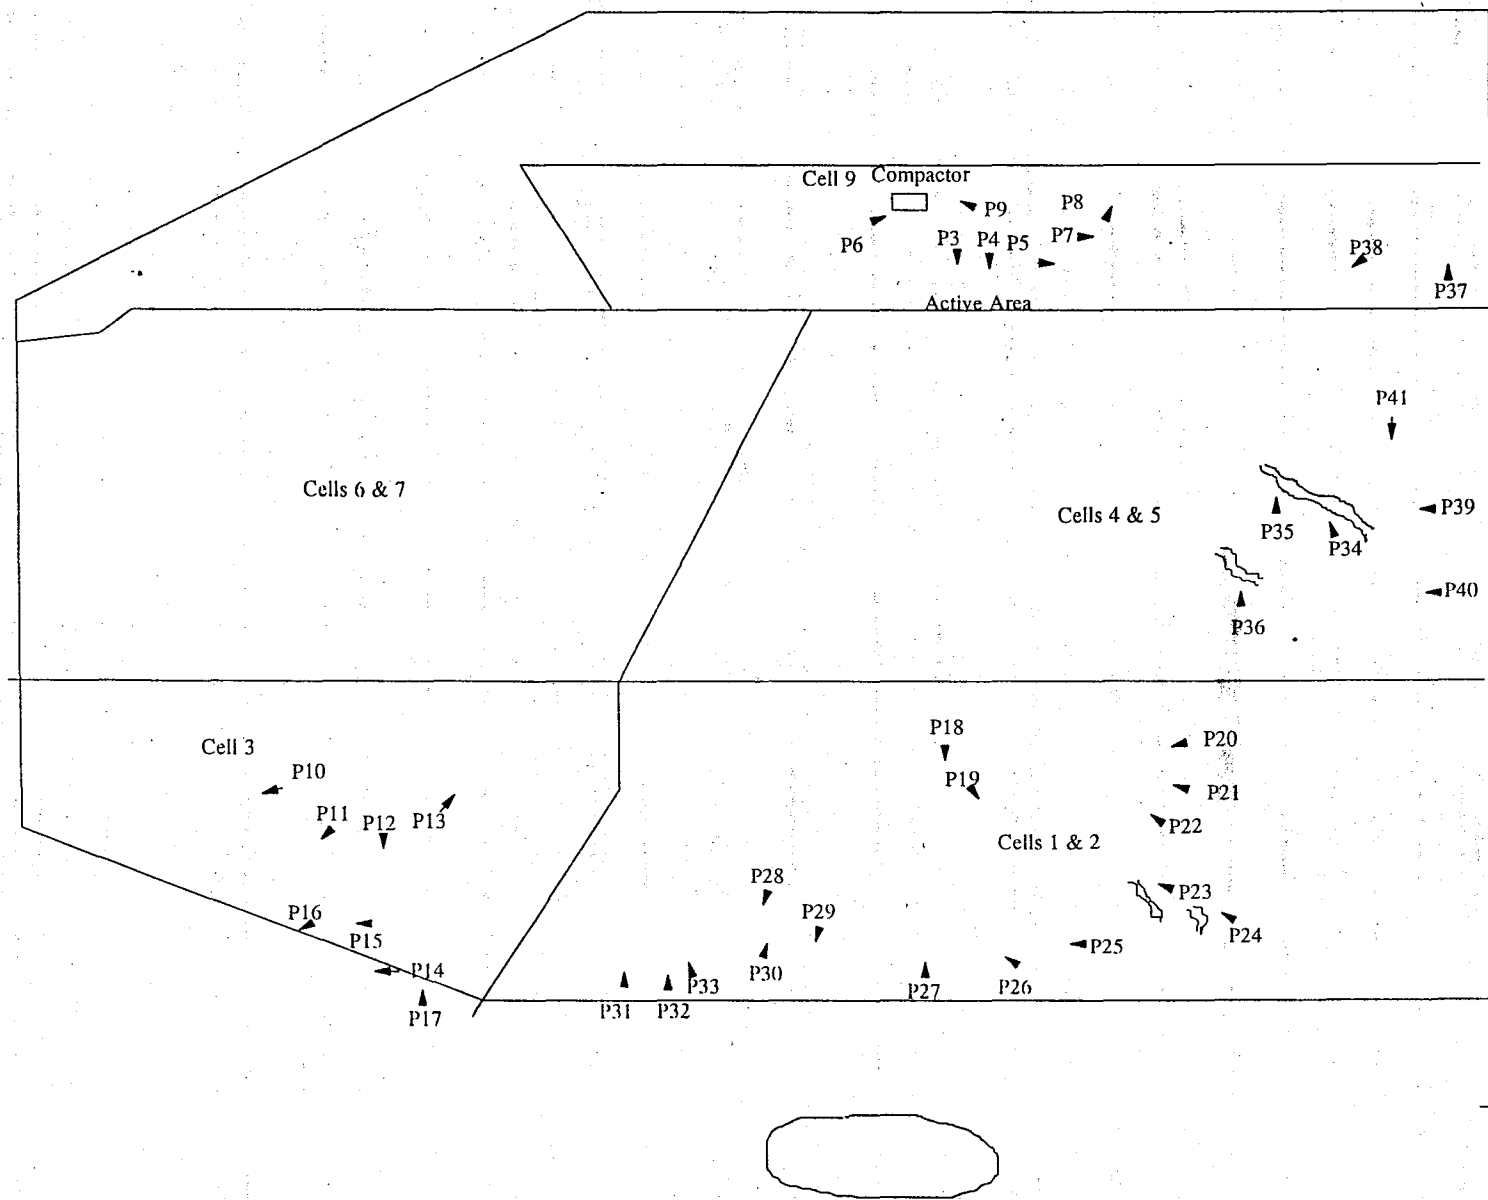 Cell 9 Compactor
P9
P8
P6
P3
P4
P5
P7
P38
P37
Active Area
P41
Cells 6 & 7
Cells 4 & 5
P39
P35
P34
P40
P36
Cell 3
P18
P20
P10
P19
P21
P11
P12
P13
P22
Cells 1 & 2
P28
P23
P16
P29
P15
P24
P25
P14
P30
P33
P26
P27
P31
P32
P17